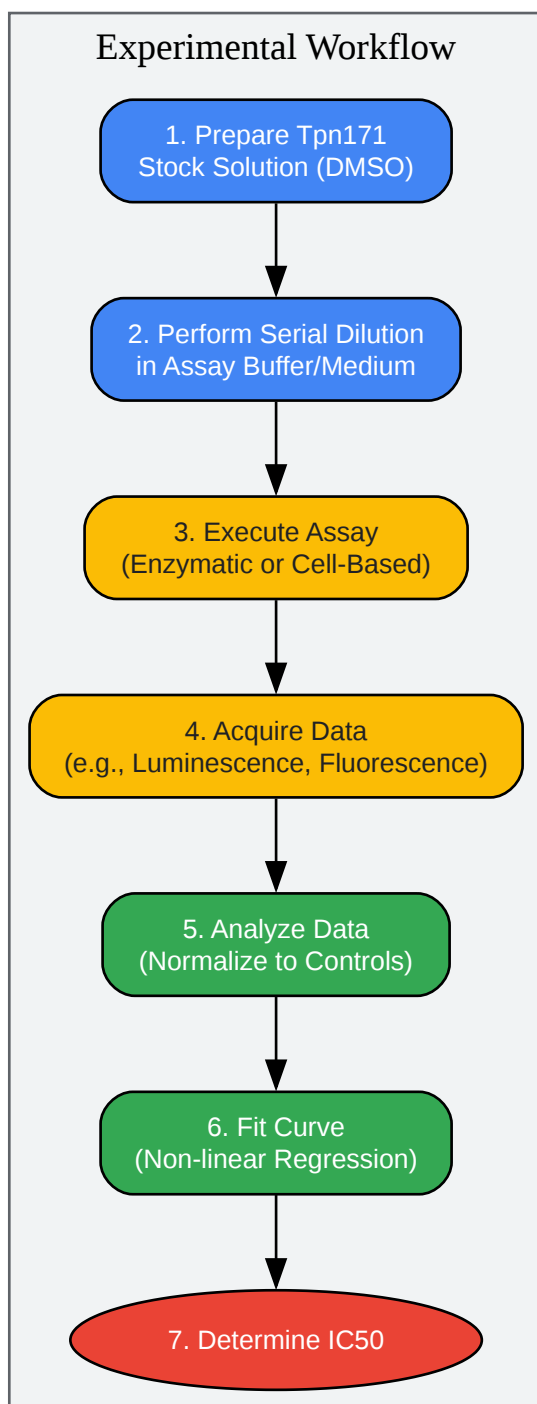 Experimental Workflow
1. Prepare Tpn171
Stock Solution (DMSO)
2. Perform Serial Dilution
in Assay Buffer/Medium
3. Execute Assay
(Enzymatic or Cell-Based)
4. Acquire Data
(e.g., Luminescence, Fluorescence)
5. Analyze Data
(Normalize to Controls)
6. Fit Curve
(Non-linear Regression)
7. Determine IC50